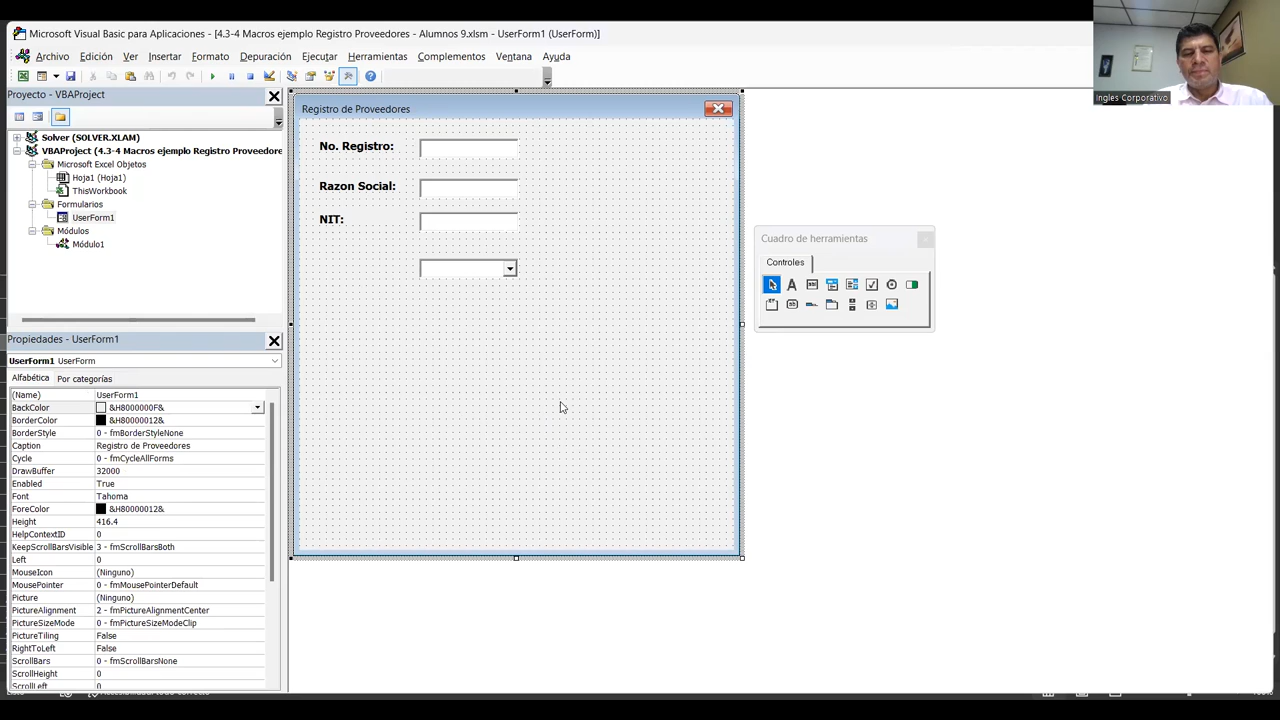 Microsoft Visual Basic para Aplicaciones - [4.3-4 Macros ejemplo Registro Proveedores - Alumnos 9.xlsm - UserForm1 (UserForm)]
Archivo Edición Ver Insertar Formato Depuración Ejecutar Herramientas Ventana Complementos Ayuda
Ingles Corporativo
Proyecto - VBAProject
Solver (SOLVER.XLAM)
VBAProject (4.3-4 Macros ejemplo Registro Proveedore
Microsoft Excel Objetos
Hoja1 (Hoja1)
ThisWorkbook
Formularios
UserForm1
Módulos
Módulo1
Propiedades - UserForm1
UserForm1 UserForm
Alfabética Por categorías
(Name) UserForm1
BackColor &H8000000F&
BorderColor &H80000012&
BorderStyle 0 - fmBorderStyleNone
Caption Registro de Proveedores
Cycle 0 - fmCycleAllForms
DrawBuffer 32000
Enabled True
Font Tahoma
ForeColor &H80000012&
Height 416.4
HelpContextID 0
KeepScrollBarsVisible 3 - fmScrollBarsBoth
Left 0
MouseIcon (Ninguno)
MousePointer 0 - fmMousePointerDefault
Picture (Ninguno)
PictureAlignment 2 - fmPictureAlignmentCenter
PictureSizeMode 0 - fmPictureSizeModeClip
PictureTiling False
RightToLeft False
ScrollBars 0 - fmScrollBarsNone
ScrollHeight 0
ScrollLeft 0
Registro de Proveedores
No. Registro:
Razon Social:
NIT:
Cuadro de herramientas
Controles